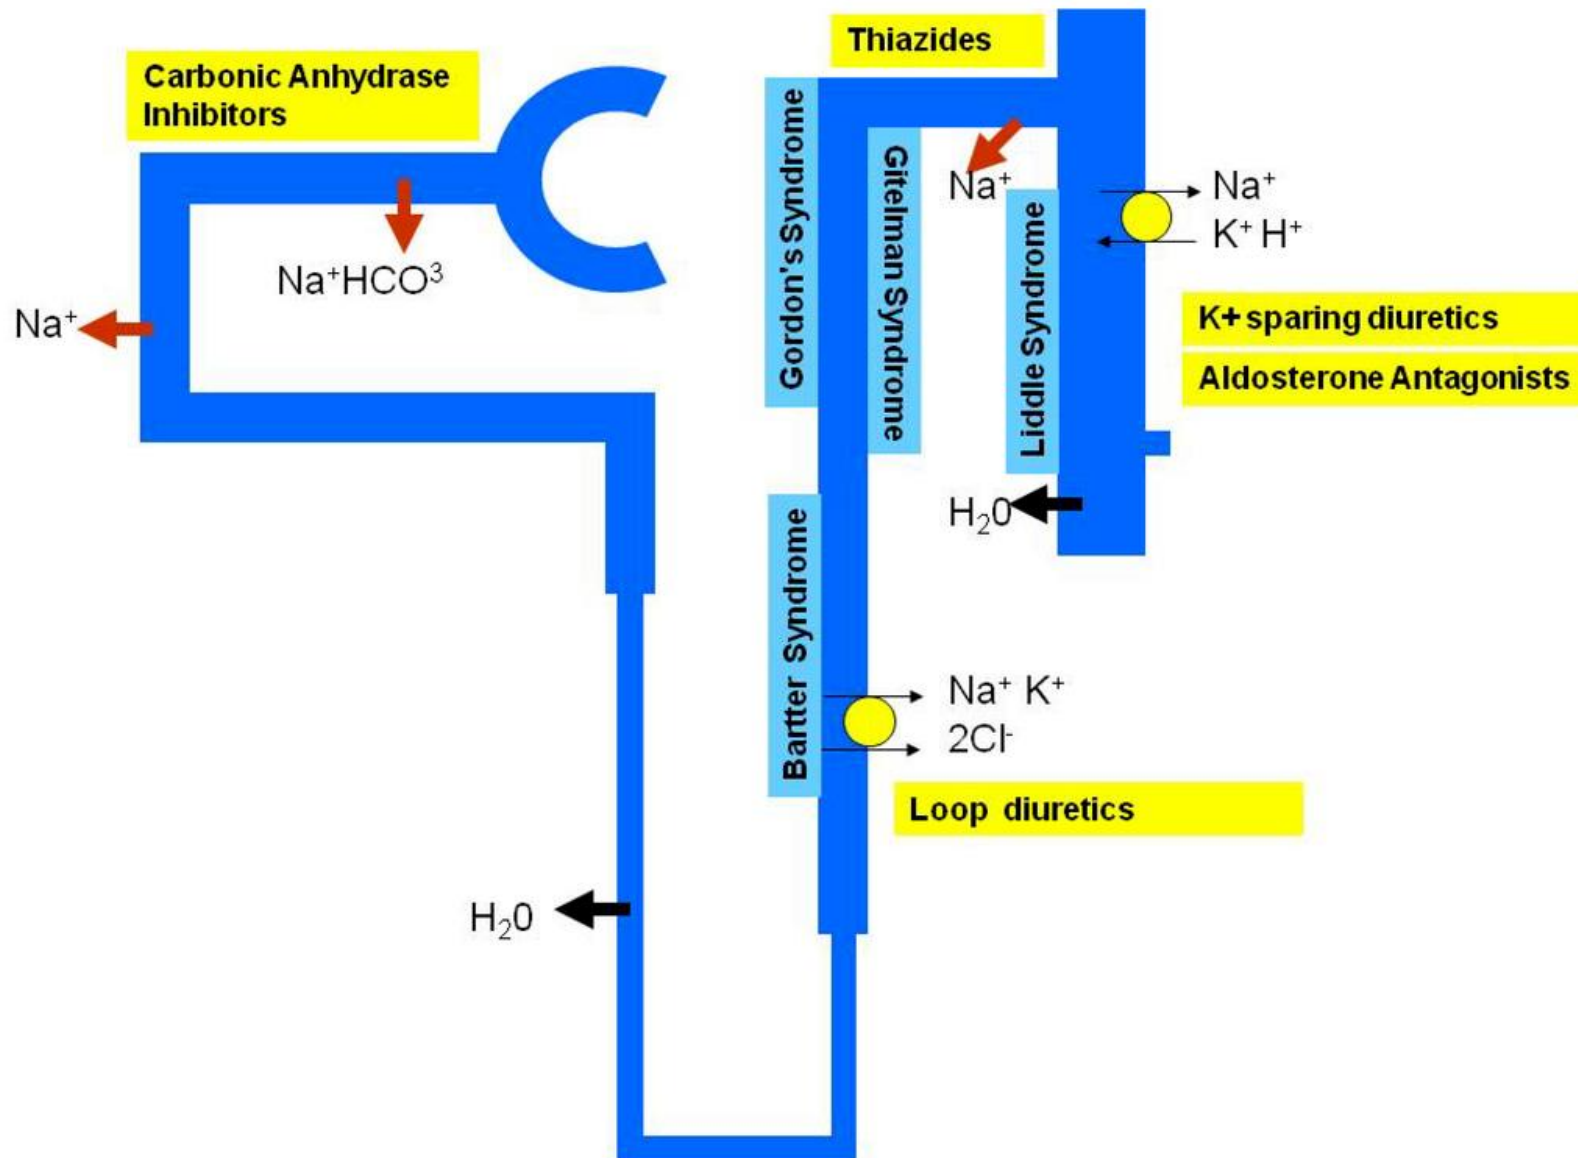 Thiazides
Carbonic Anhydrase
Inhibitors
Gordon's Syndrome
Gitelman Syndrome
Na⁺
Liddle Syndrome
Na⁺
K⁺ H⁺
Na⁺HCO³
Na⁺
K+ sparing diuretics
Aldosterone Antagonists
H₂0
Bartter Syndrome
Na⁺ K⁺
2Cl⁻
Loop diuretics
H₂0